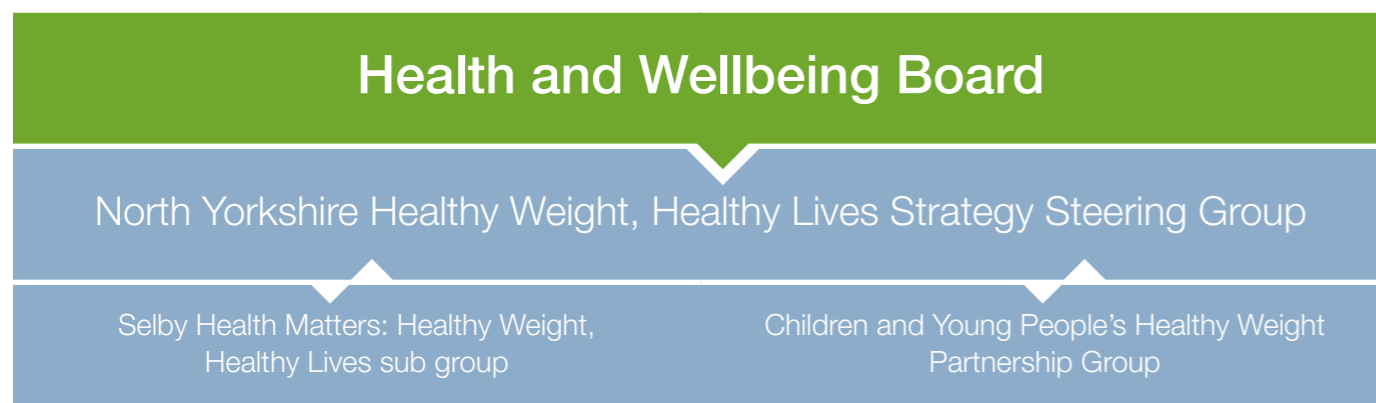 Health and Wellbeing Board
North Yorkshire Healthy Weight, Healthy Lives Strategy Steering Group
Selby Health Matters: Healthy Weight,
Healthy Lives sub group
Children and Young People’s Healthy Weight
Partnership Group